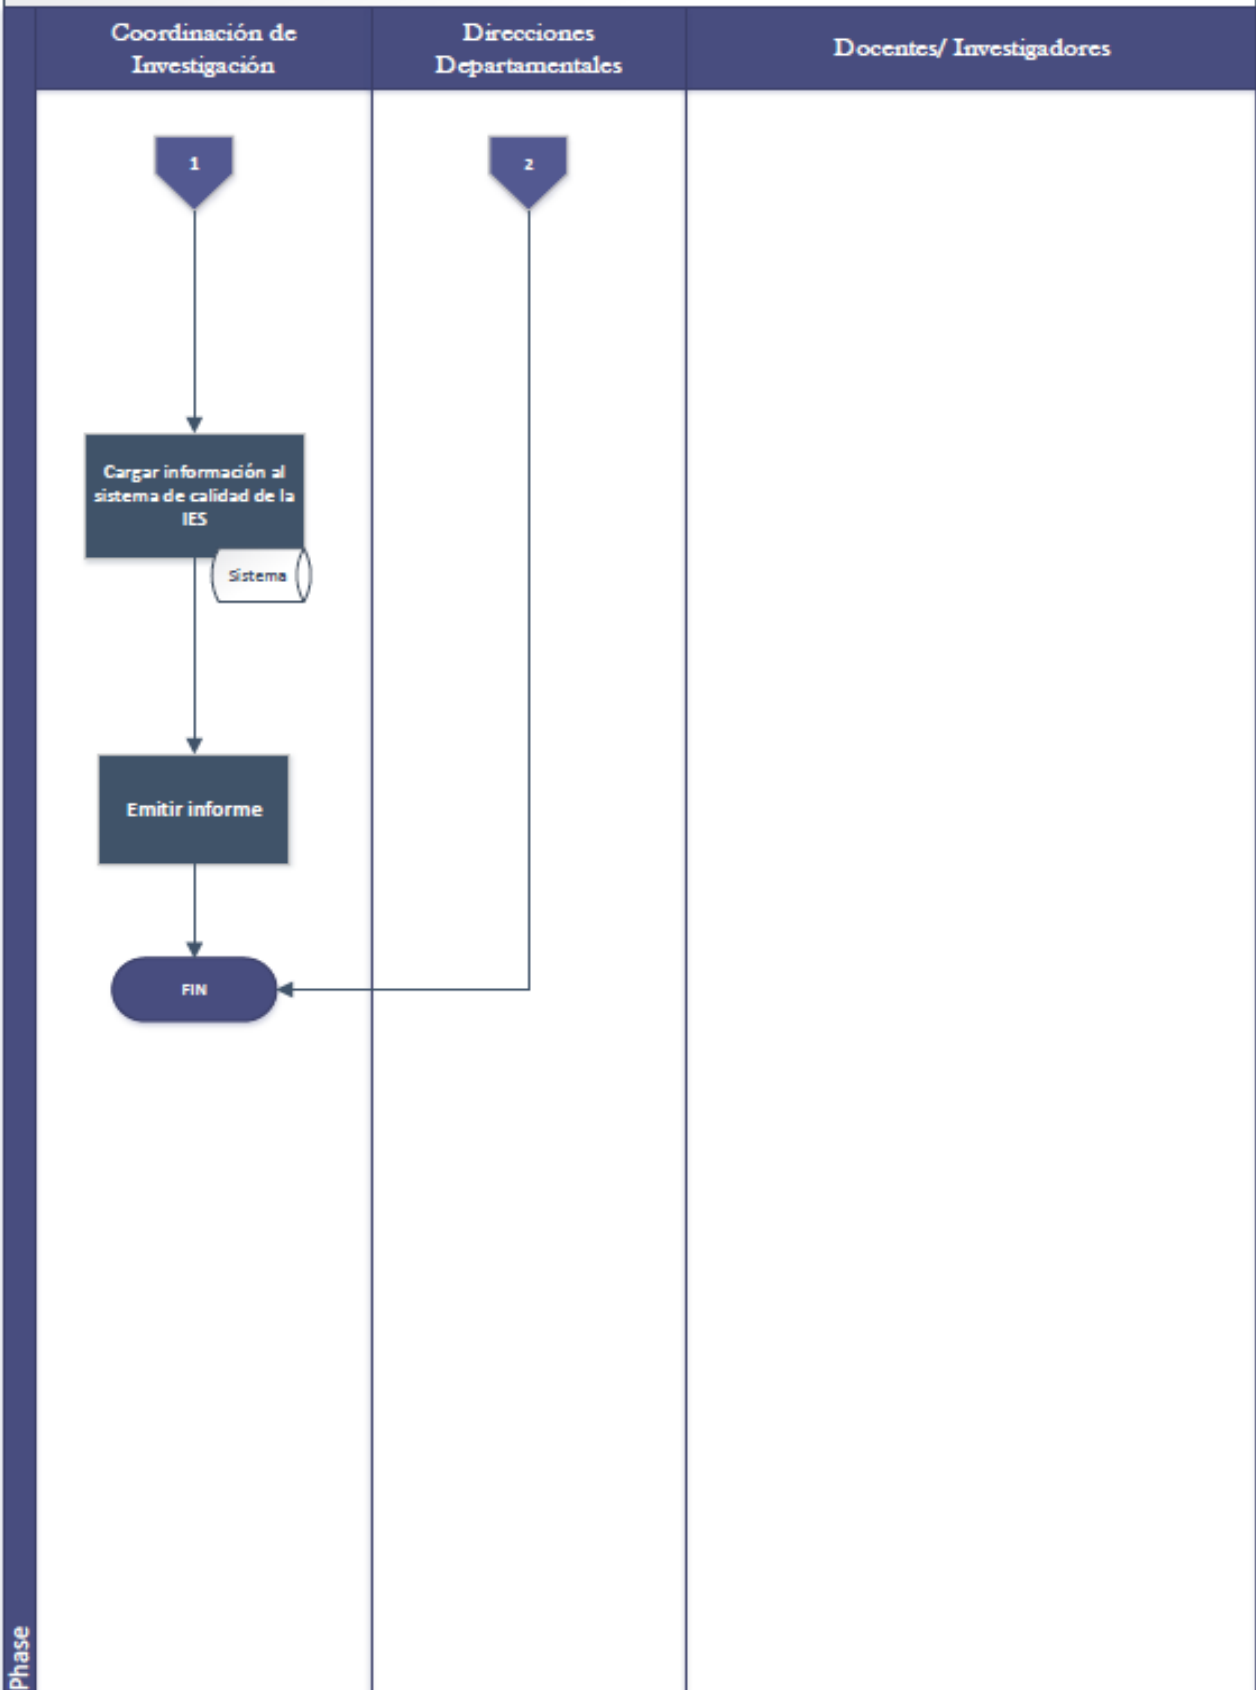 Coordinación de
Investigación
Direcciones
Departamentales
Docentes/ Investigadores
1
2
Cargar información al
sistema de calidad de la
IES
Sistema
Emitir informe
FIN
Phase